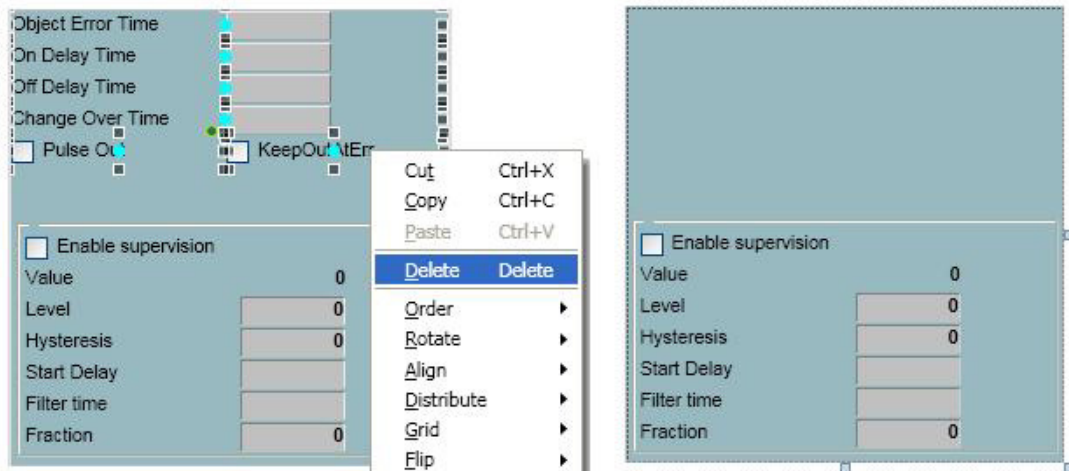 Object Error Time
On Delay Time
Off Delay Time
Change Over Time
Pulse Out KeepOutAtErr
Enable supervision
Value 0
Level 0
Hysteresis 0
Start Delay
Filter time
Fraction 0
Cut Ctrl+X
Copy Ctrl+C
Paste Ctrl+V
Delete Delete
Order
Rotate
Align
Distribute
Grid
Flip
Enable supervision
Value 0
Level 0
Hysteresis 0
Start Delay
Filter time
Fraction 0